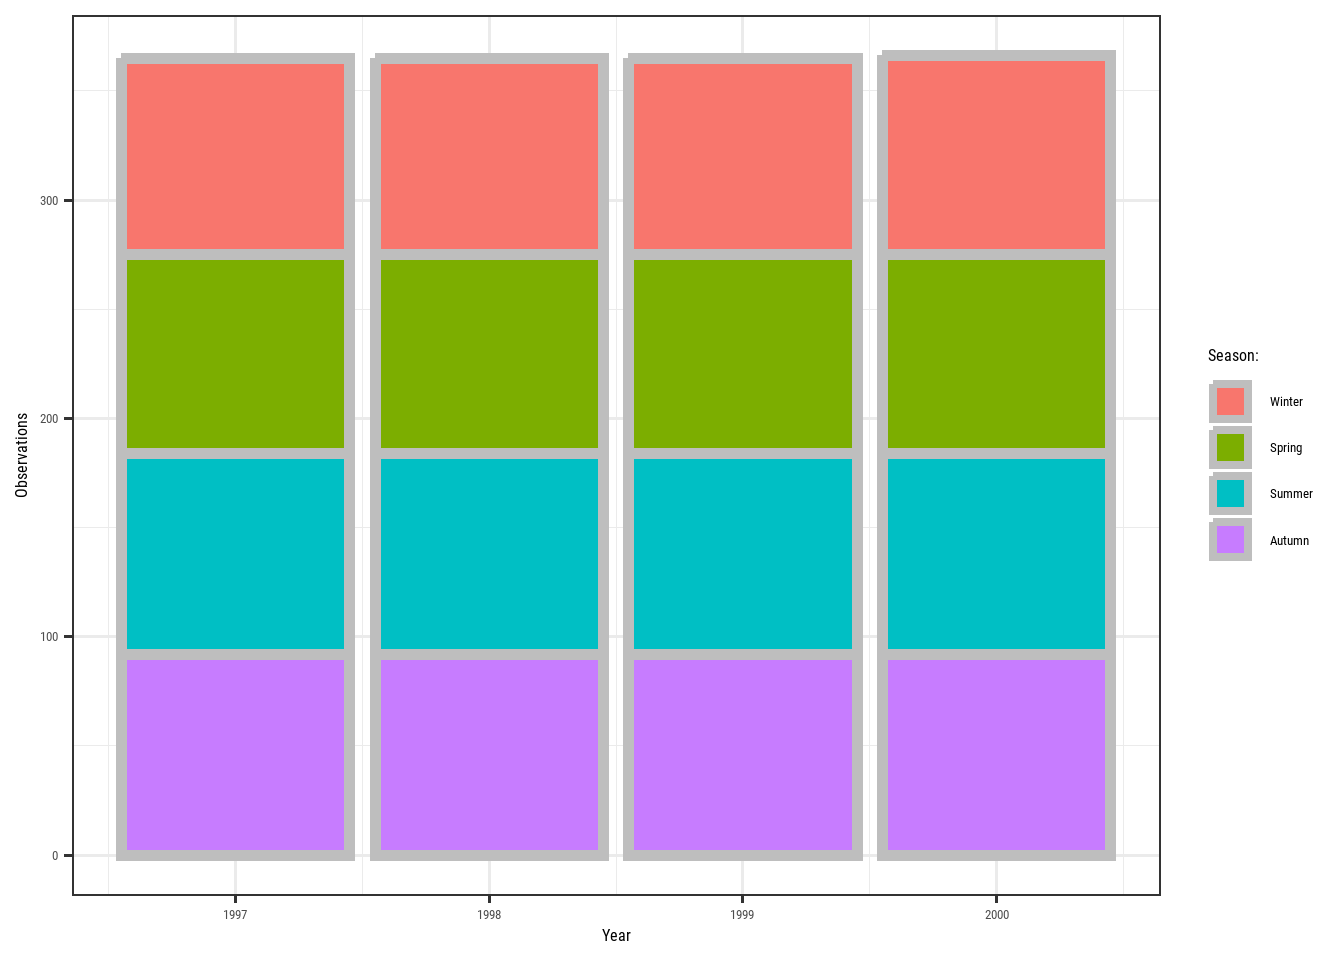 300
200
100
0
Observations
1997
1998
1999
2000
Year
Season:
Winter
Spring
Summer
Autumn